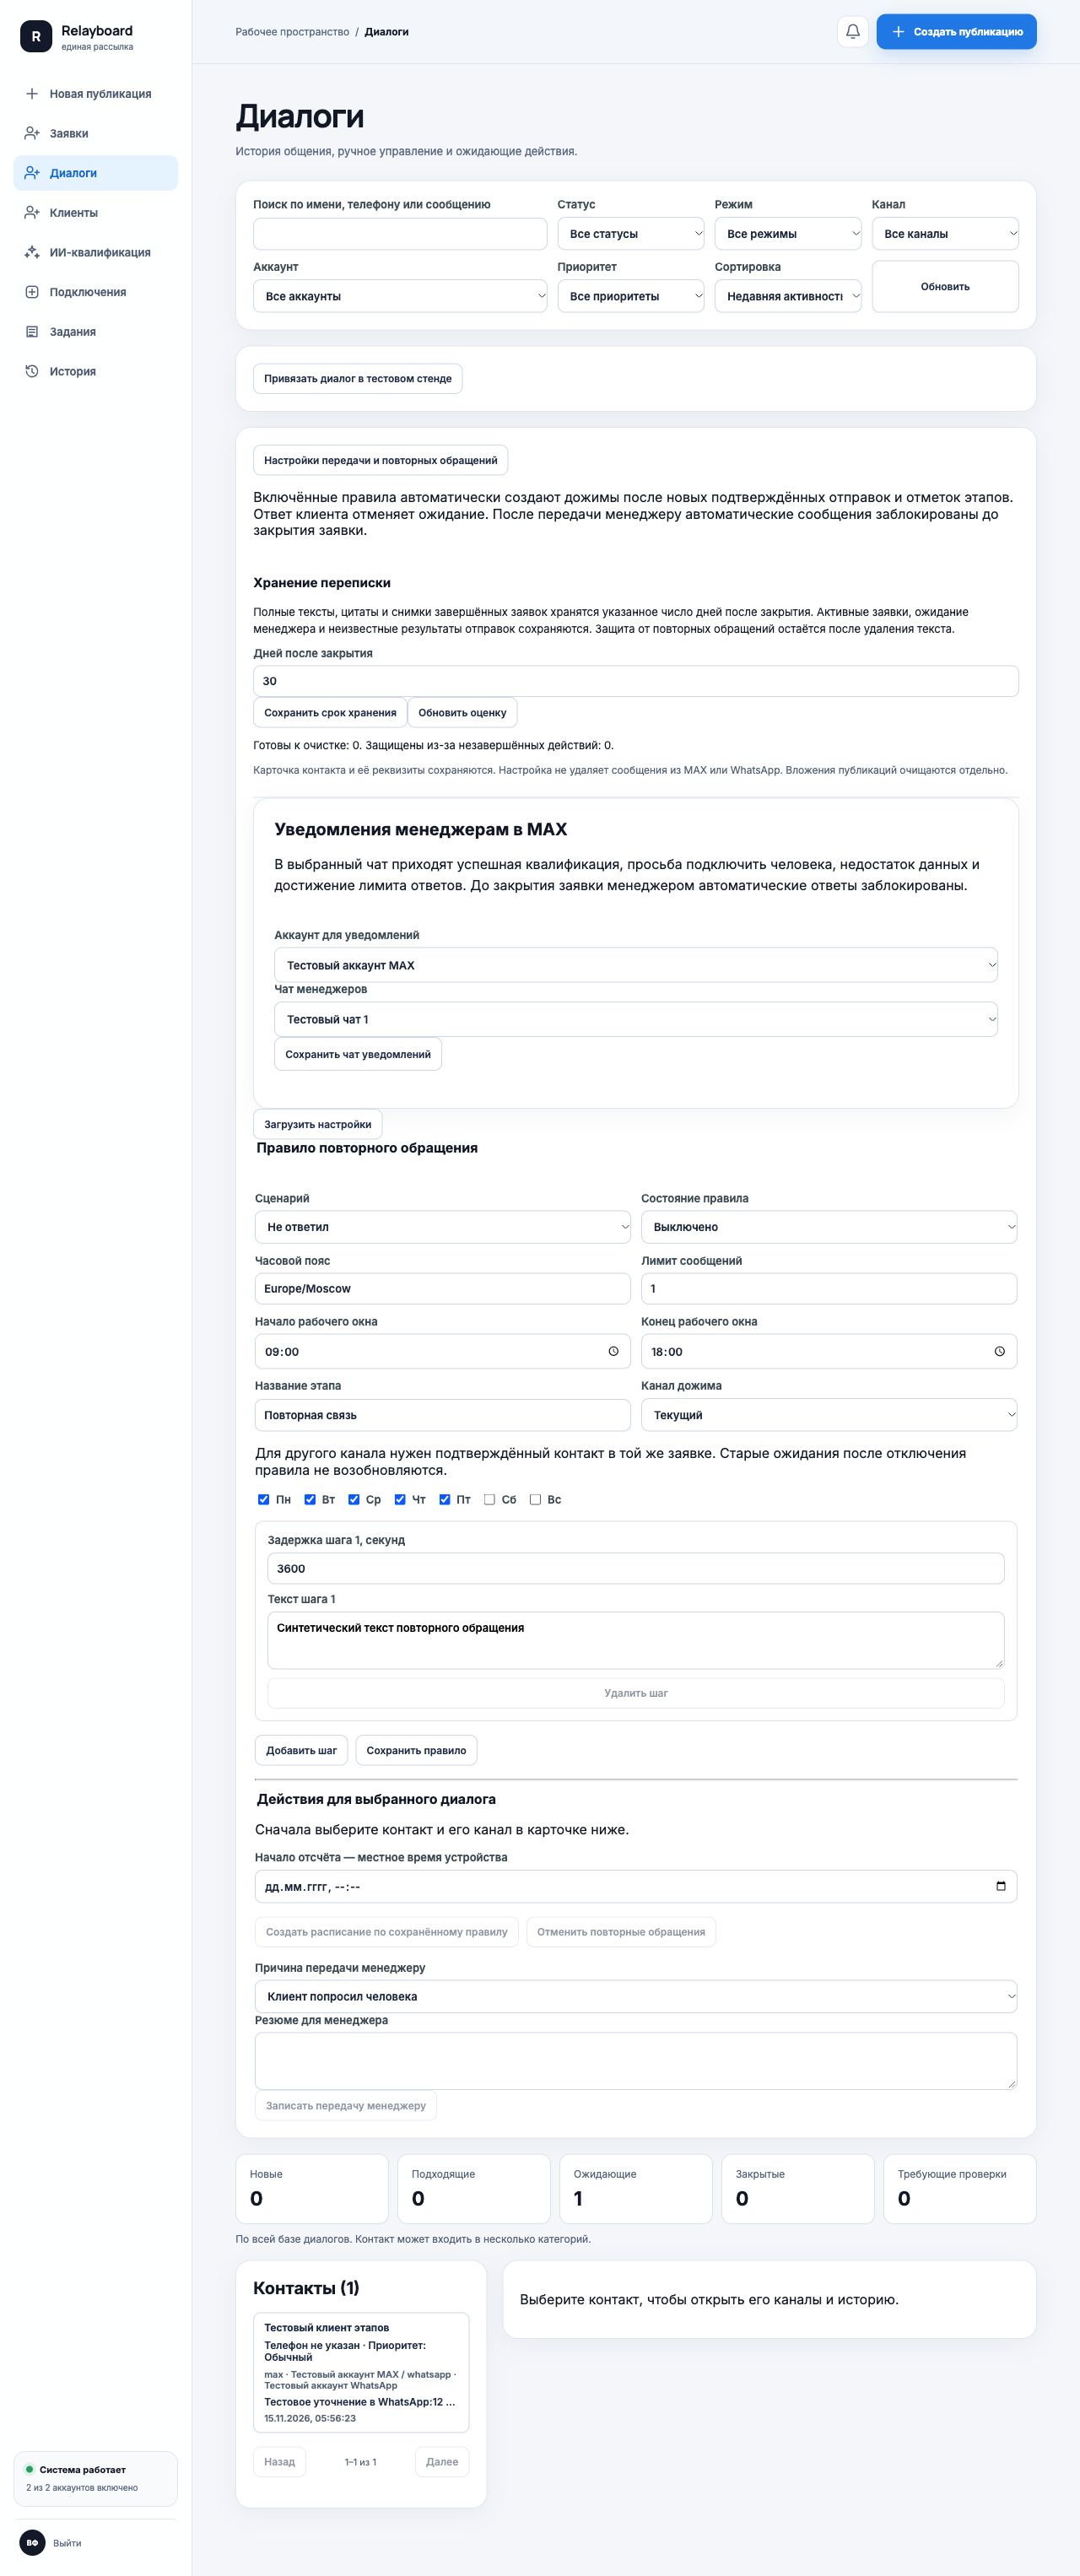 R
Relayboard
единая рассылка
Новая публикация
Заявки
Диалоги
Клиенты
ИИ-квалификация
Подключения
Задания
История
Система работает
2 из 2 аккаунтов включено
ВФ
Выйти
Рабочее пространство / Диалоги
Создать публикацию
Диалоги
История общения, ручное управление и ожидающие действия.
Поиск по имени, телефону или сообщению
Статус
Режим
Канал
Все статусы
Все режимы
Все каналы
Аккаунт
Приоритет
Сортировка
Все аккаунты
Все приоритеты
Недавняя активность
Обновить
Привязать диалог в тестовом стенде
Настройки передачи и повторных обращений
Включённые правила автоматически создают дожимы после новых подтверждённых отправок и отметок этапов.
Ответ клиента отменяет ожидание. После передачи менеджеру автоматические сообщения заблокированы до
закрытия заявки.
Хранение переписки
Полные тексты, цитаты и снимки завершённых заявок хранятся указанное число дней после закрытия. Активные заявки, ожидание
менеджера и неизвестные результаты отправок сохраняются. Защита от повторных обращений остаётся после удаления текста.
Дней после закрытия
30
Сохранить срок хранения
Обновить оценку
Готовы к очистке: 0. Защищены из-за незавершённых действий: 0.
Карточка контакта и её реквизиты сохраняются. Настройка не удаляет сообщения из MAX или WhatsApp. Вложения публикаций очищаются отдельно.
Уведомления менеджерам в MAX
В выбранный чат приходят успешная квалификация, просьба подключить человека, недостаток данных и
достижение лимита ответов. До закрытия заявки менеджером автоматические ответы заблокированы.
Аккаунт для уведомлений
Тестовый аккаунт MAX
Чат менеджеров
Тестовый чат 1
Сохранить чат уведомлений
Загрузить настройки
Правило повторного обращения
Сценарий
Состояние правила
Не ответил
Выключено
Часовой пояс
Лимит сообщений
Europe/Moscow
1
Начало рабочего окна
Конец рабочего окна
09:00
18:00
Название этапа
Канал дожима
Повторная связь
Текущий
Для другого канала нужен подтверждённый контакт в той же заявке. Старые ожидания после отключения
правила не возобновляются.
Пн Вт Ср Чт Пт Сб Вс
Задержка шага 1, секунд
3600
Текст шага 1
Синтетический текст повторного обращения
Удалить шаг
Добавить шаг
Сохранить правило
Действия для выбранного диалога
Сначала выберите контакт и его канал в карточке ниже.
Начало отсчёта — местное время устройства
дд.мм.гггг, --:--
Создать расписание по сохранённому правилу
Отменить повторные обращения
Причина передачи менеджеру
Клиент попросил человека
Резюме для менеджера
Записать передачу менеджеру
Новые
0
Подходящие
0
Ожидающие
1
Закрытые
0
Требующие проверки
0
По всей базе диалогов. Контакт может входить в несколько категорий.
Контакты (1)
Тестовый клиент этапов
Телефон не указан · Приоритет:
Обычный
max · Тестовый аккаунт MAX / whatsapp ·
Тестовый аккаунт WhatsApp
Тестовое уточнение в WhatsApp:12 ...
15.11.2026, 05:56:23
Назад
1–1 из 1
Далее
Выберите контакт, чтобы открыть его каналы и историю.